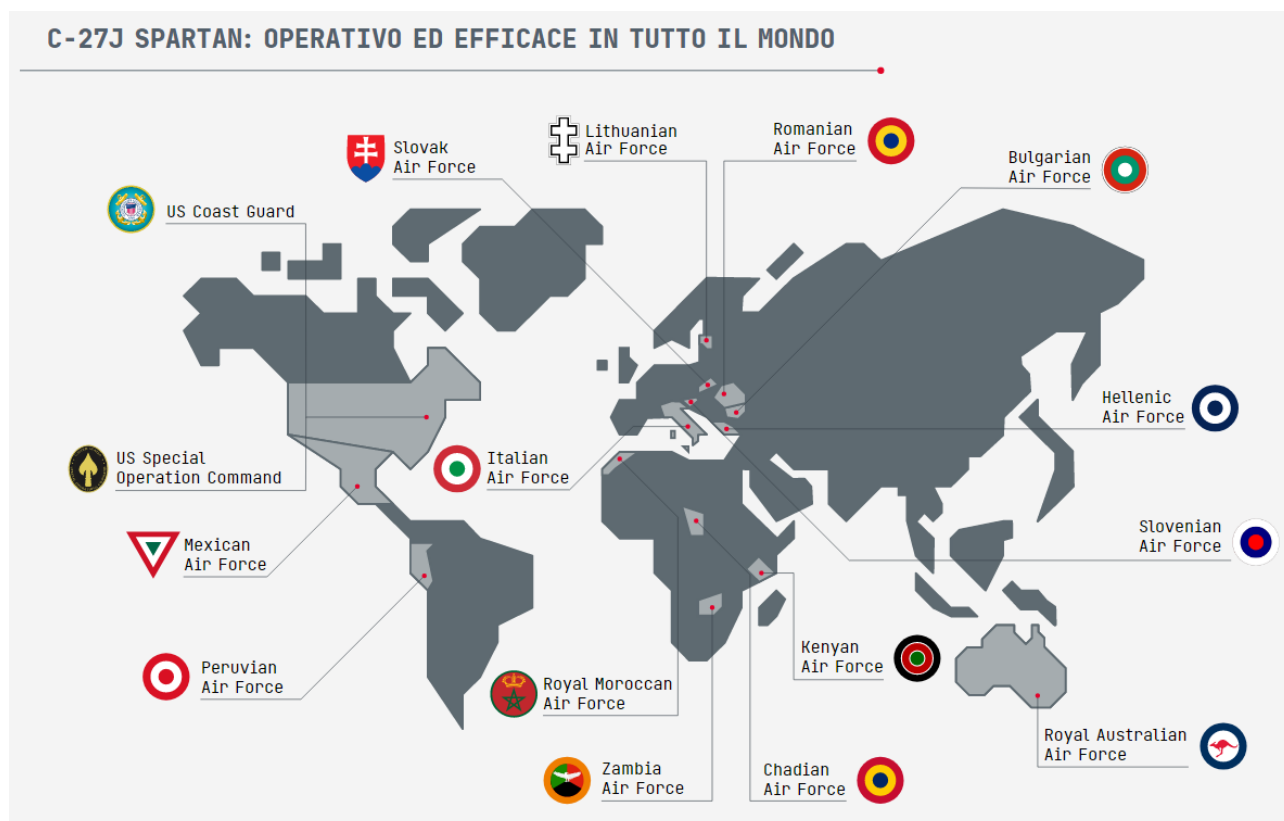 C-27J SPARTAN: OPERATIVO ED EFFICACE IN TUTTO IL MONDO
Slovak
Air Force
Lithuanian
Air Force
Romanian
Air Force
Bulgarian
Air Force
US Coast Guard
Hellenic
Air Force
US Special
Operation Command
Italian
Air Force
Mexican
Air Force
Slovenian
Air Force
Peruvian
Air Force
Royal Moroccan
Air Force
Kenyan
Air Force
Royal Australian
Air Force
Zambia
Air Force
Chadian
Air Force